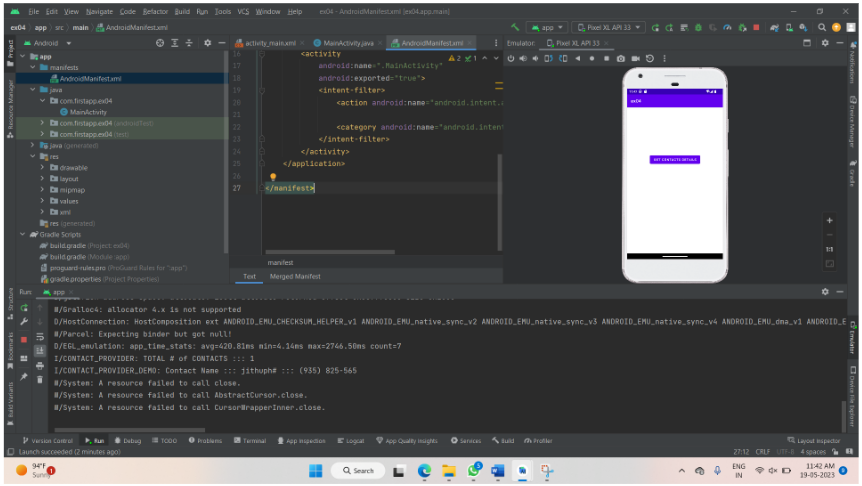 File Edit View Navigate Code Refactor Build Run Tools VCS Window Help ex04 - AndroidManifest.xml [ex04.app.main]
ex04 app src main AndroidManifest.xml
app Pixel XL API 33
Android
activity_main.xml MainActivity.java AndroidManifest.xml
Emulator: Pixel XL API 33
app
manifests
AndroidManifest.xml
java
com.firstapp.ex04
MainActivity
com.firstapp.ex04 (androidTest)
com.firstapp.ex04 (test)
java (generated)
res
drawable
layout
mipmap
values
xml
res (generated)
Gradle Scripts
build.gradle (Project: ex04)
build.gradle (Module :app)
proguard-rules.pro (ProGuard Rules for ":app")
gradle.properties (Project Properties)
16 <activity
17 android:name=".MainActivity"
18 android:exported="true">
19 <intent-filter>
20 <action android:name="android.intent.a
21
22 <category android:name="android.intent
23 </intent-filter>
24 </activity>
25 </application>
26
27 </manifest>
2 1
manifest
Text Merged Manifest
ex04
GET CONTACTS DETAILS
1:1
Project
Resource Manager
Structure
Bookmarks
Build Variants
Notifications
Device Manager
Gradle
Emulator
Device File Explorer
Run: app
W/Gralloc4: allocator 4.x is not supported
D/HostConnection: HostComposition ext ANDROID_EMU_CHECKSUM_HELPER_v1 ANDROID_EMU_native_sync_v2 ANDROID_EMU_native_sync_v3 ANDROID_EMU_native_sync_v4 ANDROID_EMU_dma_v1 ANDROID_E
W/Parcel: Expecting binder but got null!
D/EGL_emulation: app_time_stats: avg=420.81ms min=4.14ms max=2746.50ms count=7
I/CONTACT_PROVIDER: TOTAL # of CONTACTS ::: 1
I/CONTACT_PROVIDER_DEMO: Contact Name ::: jithuph# ::: (935) 825-565
W/System: A resource failed to call close.
W/System: A resource failed to call AbstractCursor.close.
W/System: A resource failed to call CursorWrapperInner.close.
Version Control Run Debug TODO Problems Terminal App Inspection Logcat App Quality Insights Services Build Profiler Layout Inspector
Launch succeeded (2 minutes ago) 27:12 CRLF UTF-8 4 spaces
94°F
Sunny
Search
ENG
IN
11:42 AM
19-05-2023